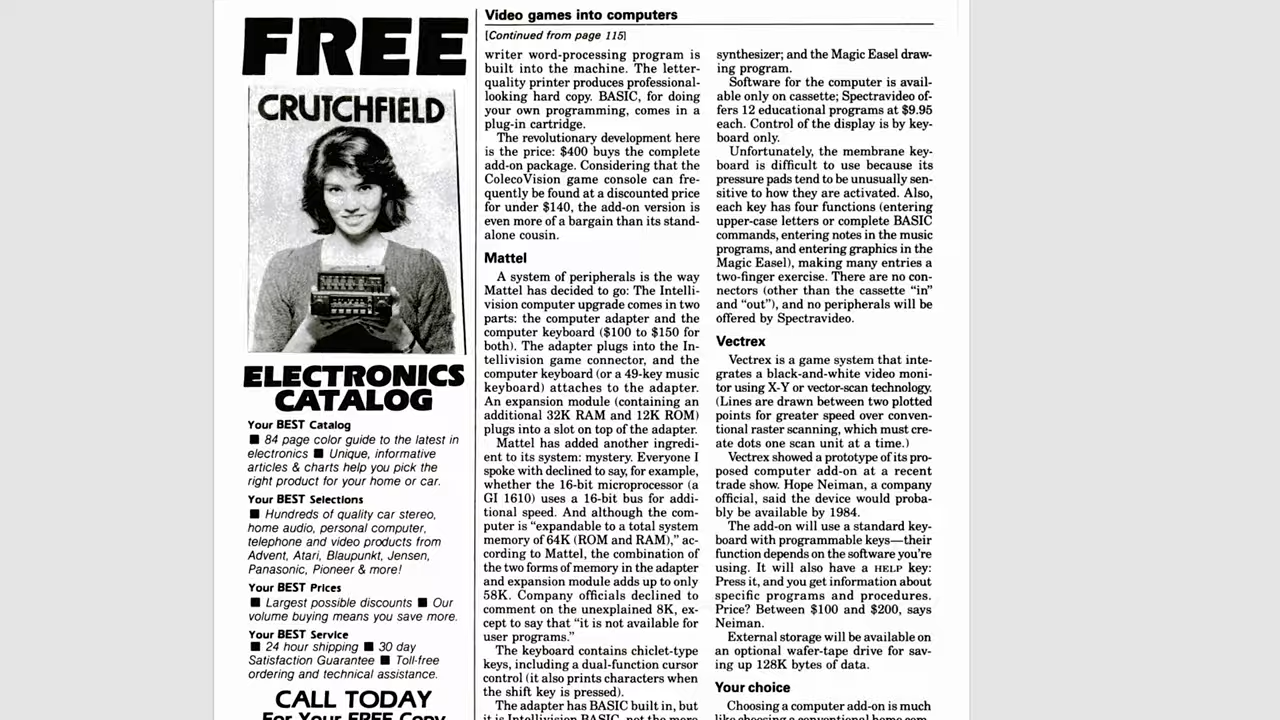 FREE
CRUTCHFIELD
ELECTRONICS
CATALOG
Your BEST Catalog
■ 84 page color guide to the latest in
electronics ■ Unique, informative
articles & charts help you pick the
right product for your home or car.
Your BEST Selections
■ Hundreds of quality car stereo,
home audio, personal computer,
telephone and video products from
Advent, Atari, Blaupunkt, Jensen,
Panasonic, Pioneer & more!
Your BEST Prices
■ Largest possible discounts ■ Our
volume buying means you save more.
Your BEST Service
■ 24 hour shipping ■ 30 day
Satisfaction Guarantee ■ Toll-free
ordering and technical assistance.
CALL TODAY
For Your FREE Copy
Video games into computers
[Continued from page 115]
writer word-processing program is
built into the machine. The letter-
quality printer produces professional-
looking hard copy. BASIC, for doing
your own programming, comes in a
plug-in cartridge.
The revolutionary development here
is the price: $400 buys the complete
add-on package. Considering that the
ColecoVision game console can fre-
quently be found at a discounted price
for under $140, the add-on version is
even more of a bargain than its stand-
alone cousin.
Mattel
A system of peripherals is the way
Mattel has decided to go: The Intelli-
vision computer upgrade comes in two
parts: the computer adapter and the
computer keyboard ($100 to $150 for
both). The adapter plugs into the In-
tellivision game connector, and the
computer keyboard (or a 49-key music
keyboard) attaches to the adapter.
An expansion module (containing an
additional 32K RAM and 12K ROM)
plugs into a slot on top of the adapter.
Mattel has added another ingredi-
ent to its system: mystery. Everyone I
spoke with declined to say, for example,
whether the 16-bit microprocessor (a
GI 1610) uses a 16-bit bus for addi-
tional speed. And although the com-
puter is “expandable to a total system
memory of 64K (ROM and RAM),” ac-
cording to Mattel, the combination of
the two forms of memory in the adapter
and expansion module adds up to only
58K. Company officials declined to
comment on the unexplained 8K, ex-
cept to say that “it is not available for
user programs.”
The keyboard contains chiclet-type
keys, including a dual-function cursor
control (it also prints characters when
the shift key is pressed).
The adapter has BASIC built in, but
it is Intellivision BASIC, not the more
synthesizer; and the Magic Easel draw-
ing program.
Software for the computer is avail-
able only on cassette; Spectravideo of-
fers 12 educational programs at $9.95
each. Control of the display is by key-
board only.
Unfortunately, the membrane key-
board is difficult to use because its
pressure pads tend to be unusually sen-
sitive to how they are activated. Also,
each key has four functions (entering
upper-case letters or complete BASIC
commands, entering notes in the music
programs, and entering graphics in the
Magic Easel), making many entries a
two-finger exercise. There are no con-
nectors (other than the cassette “in”
and “out”), and no peripherals will be
offered by Spectravideo.
Vectrex
Vectrex is a game system that inte-
grates a black-and-white video moni-
tor using X-Y or vector-scan technology.
(Lines are drawn between two plotted
points for greater speed over conven-
tional raster scanning, which must cre-
ate dots one scan unit at a time.)
Vectrex showed a prototype of its pro-
posed computer add-on at a recent
trade show. Hope Neiman, a company
official, said the device would proba-
bly be available by 1984.
The add-on will use a standard key-
board with programmable keys—their
function depends on the software you're
using. It will also have a HELP key:
Press it, and you get information about
specific programs and procedures.
Price? Between $100 and $200, says
Neiman.
External storage will be available on
an optional wafer-tape drive for sav-
ing up 128K bytes of data.
Your choice
Choosing a computer add-on is much
like choosing a conventional home com-